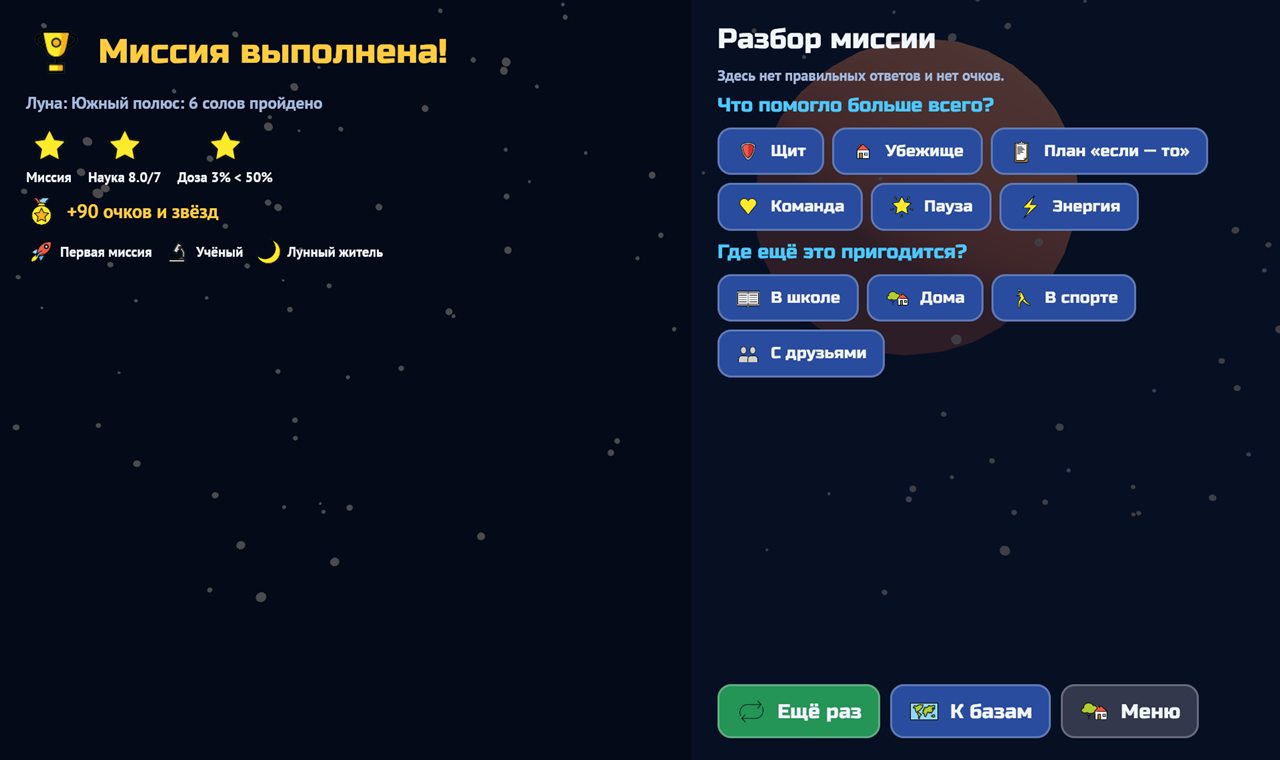 Миссия выполнена!
Луна: Южный полюс: 6 солов пройдено
Миссия Наука 8.0/7 Доза 3% < 50%
+90 очков и звёзд
Первая миссия Учёный Лунный житель
Разбор миссии
Здесь нет правильных ответов и нет очков.
Что помогло больше всего?
Щит Убежище План «если — то»
Команда Пауза Энергия
Где ещё это пригодится?
В школе Дома В спорте
С друзьями
Ещё раз К базам Меню